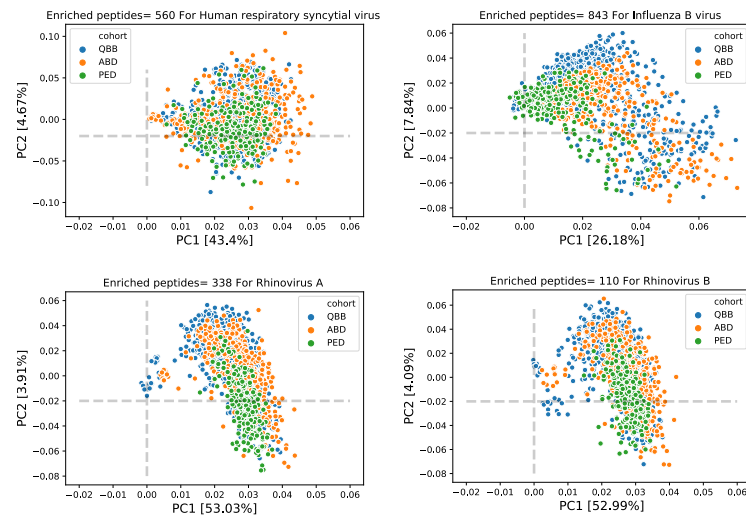 Enriched peptides= 560 For Human respiratory syncytial virus
cohort
QBB
ABD
PED
0.10
0.05
0.00
−0.05
−0.10
PC2 [4.67%]
−0.02 −0.01 0.00 0.01 0.02 0.03 0.04 0.05 0.06
PC1 [43.4%]
Enriched peptides= 843 For Influenza B virus
cohort
QBB
ABD
PED
0.06
0.04
0.02
0.00
−0.02
−0.04
−0.06
−0.08
PC2 [7.84%]
0.00 0.02 0.04 0.06
−0.02
PC1 [26.18%]
Enriched peptides= 338 For Rhinovirus A
cohort
QBB
ABD
PED
0.06
0.04
0.02
0.00
−0.02
−0.04
−0.06
−0.08
PC2 [3.91%]
−0.02 −0.01 0.00 0.01 0.02 0.03 0.04 0.05 0.06
PC1 [53.03%]
Enriched peptides= 110 For Rhinovirus B
cohort
QBB
ABD
PED
0.06
0.04
0.02
0.00
−0.02
−0.04
−0.06
−0.08
PC2 [4.09%]
−0.02 −0.01 0.00 0.01 0.02 0.03 0.04 0.05 0.06
PC1 [52.99%]